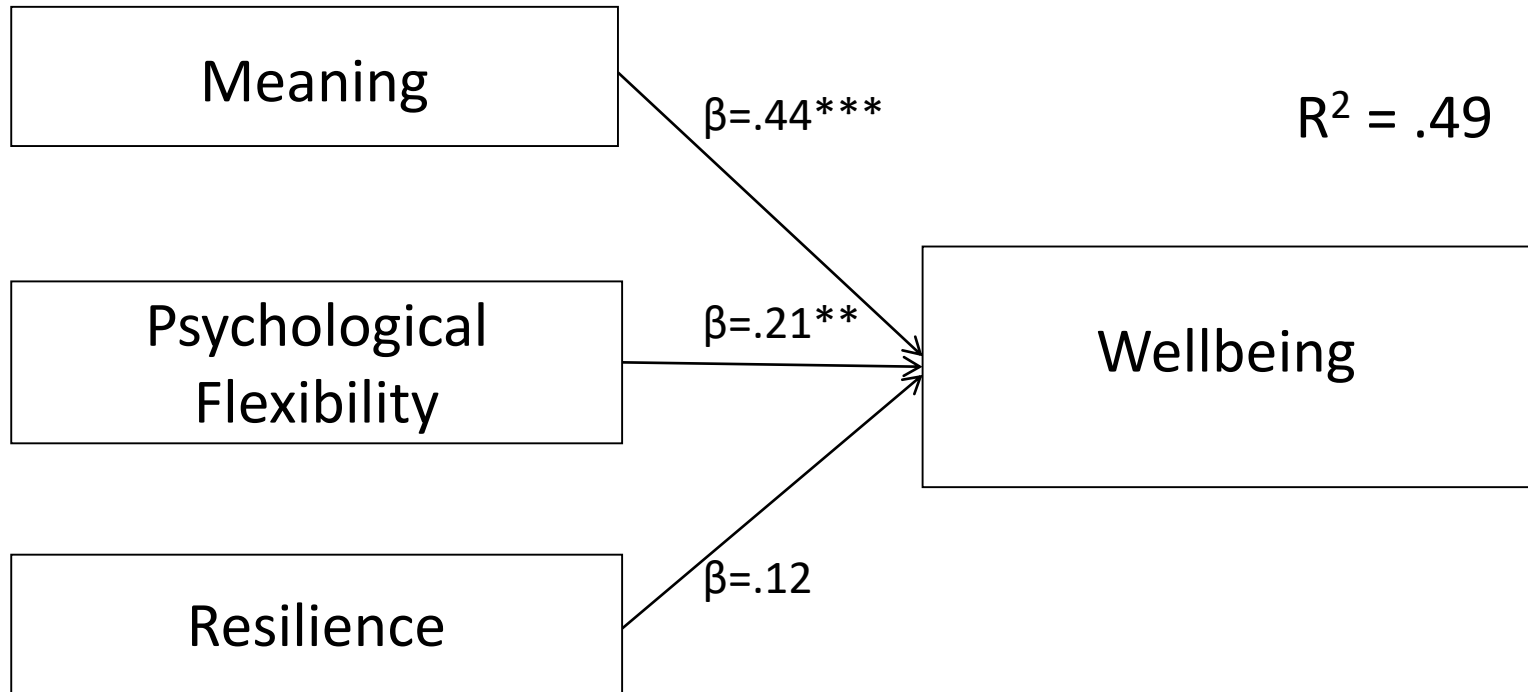 Meaning
β=.44***
R² = .49
Psychological
Flexibility
β=.21**
Wellbeing
Resilience
β=.12